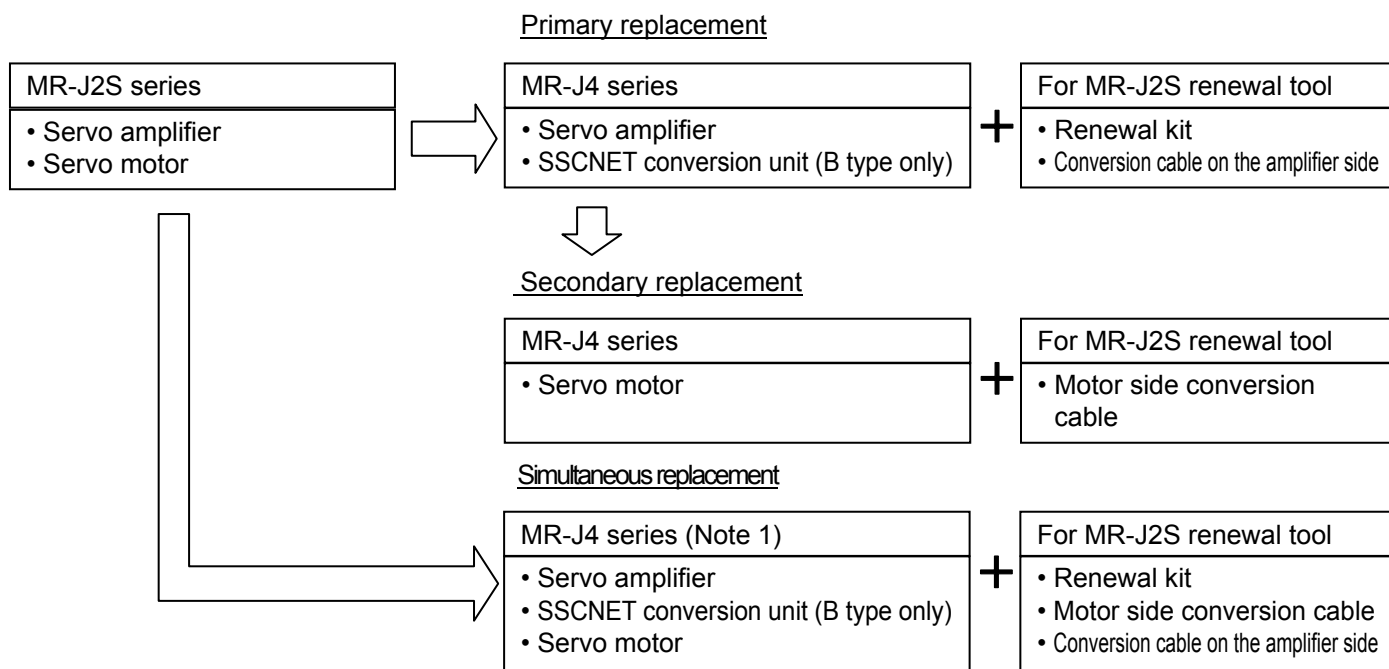 Primary replacement
MR-J2S series
• Servo amplifier
• Servo motor
MR-J4 series
• Servo amplifier
• SSCNET conversion unit (B type only)
+
For MR-J2S renewal tool
• Renewal kit
• Conversion cable on the amplifier side
Secondary replacement
MR-J4 series
• Servo motor
+
For MR-J2S renewal tool
• Motor side conversion
cable
Simultaneous replacement
MR-J4 series (Note 1)
• Servo amplifier
• SSCNET conversion unit (B type only)
• Servo motor
+
For MR-J2S renewal tool
• Renewal kit
• Motor side conversion cable
• Conversion cable on the amplifier side